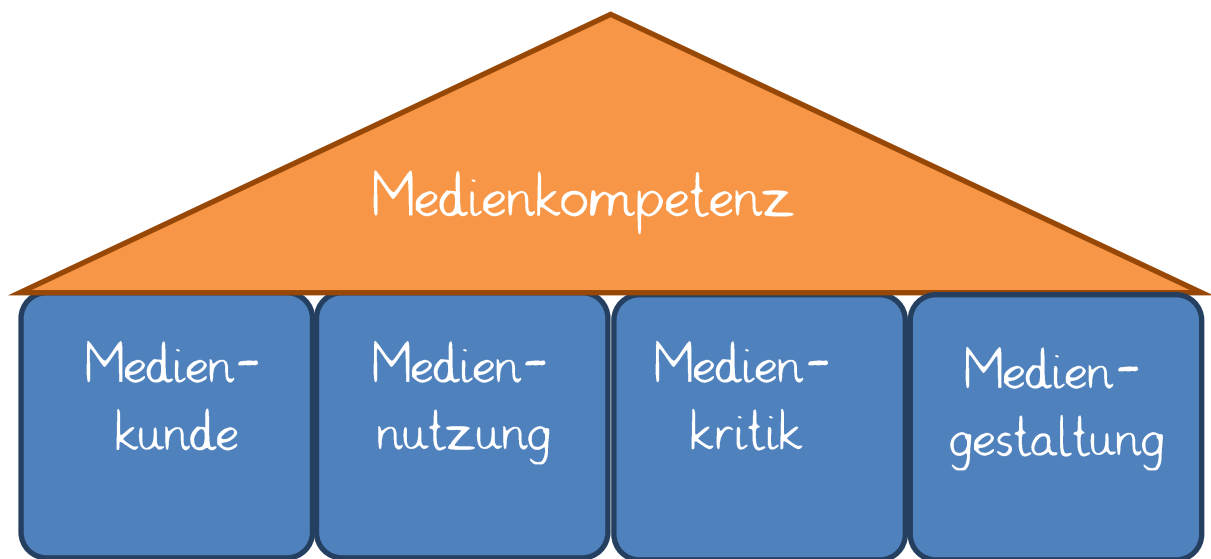 Medienkompetenz
Medien-
kunde
Medien-
nutzung
Medien-
kritik
Medien-
gestaltung